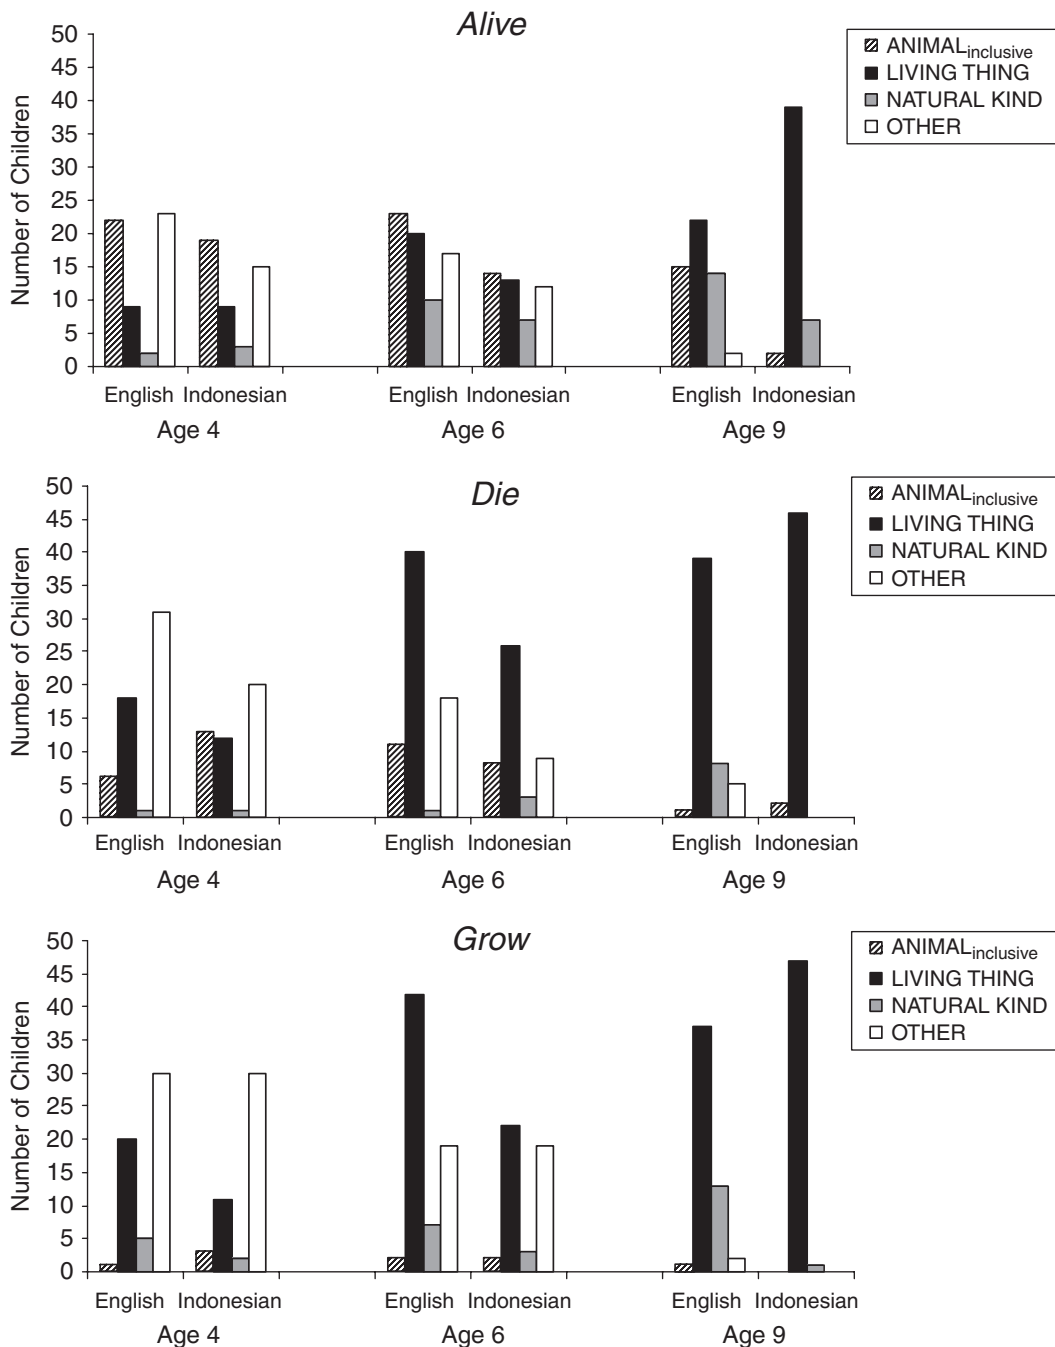 Alive
50
45
40
35
30
25
20
15
10
5
0
Number of Children
ANIMALinclusive
LIVING THING
NATURAL KIND
OTHER
English Indonesian English Indonesian English Indonesian
Age 4 Age 6 Age 9
Die
50
45
40
35
30
25
20
15
10
5
0
Number of Children
ANIMALinclusive
LIVING THING
NATURAL KIND
OTHER
English Indonesian English Indonesian English Indonesian
Age 4 Age 6 Age 9
Grow
50
45
40
35
30
25
20
15
10
5
0
Number of Children
ANIMALinclusive
LIVING THING
NATURAL KIND
OTHER
English Indonesian English Indonesian English Indonesian
Age 4 Age 6 Age 9